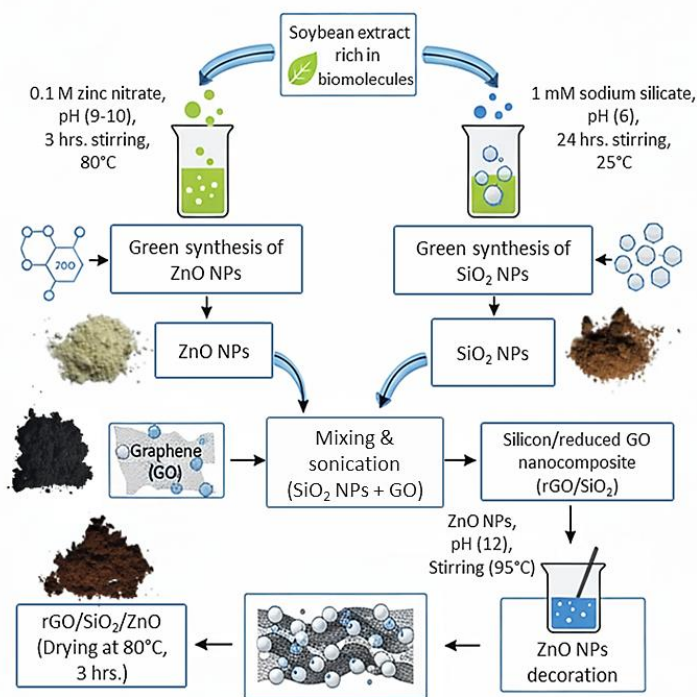 Soybean extract
rich in
biomolecules
0.1 M zinc nitrate,
pH (9-10),
3 hrs. stirring,
80°C
1 mM sodium silicate,
pH (6),
24 hrs. stirring,
25°C
Green synthesis of
ZnO NPs
Green synthesis of
SiO₂ NPs
700
ZnO NPs
SiO₂ NPs
Graphene
(GO)
Mixing &
sonication
(SiO₂ NPs + GO)
Silicon/reduced GO
nanocomposite
(rGO/SiO₂)
ZnO NPs,
pH (12),
Stirring (95°C)
rGO/SiO₂/ZnO
(Drying at 80°C,
3 hrs.)
ZnO NPs
decoration